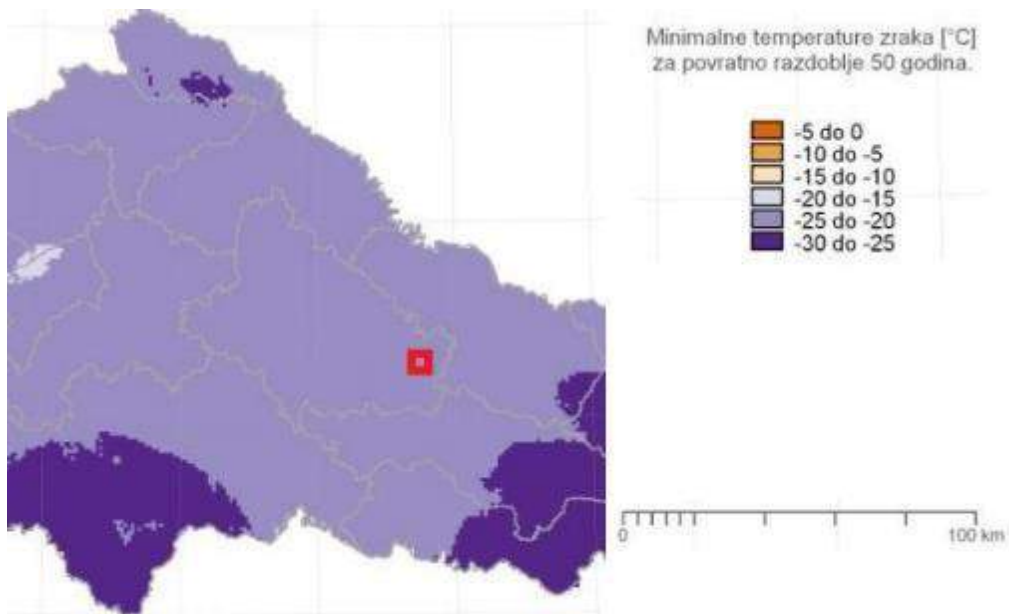 Minimalne temperature zraka [°C]
za povratno razdoblje 50 godina.
-5 do 0
-10 do -5
-15 do -10
-20 do -15
-25 do -20
-30 do -25
0
100 km